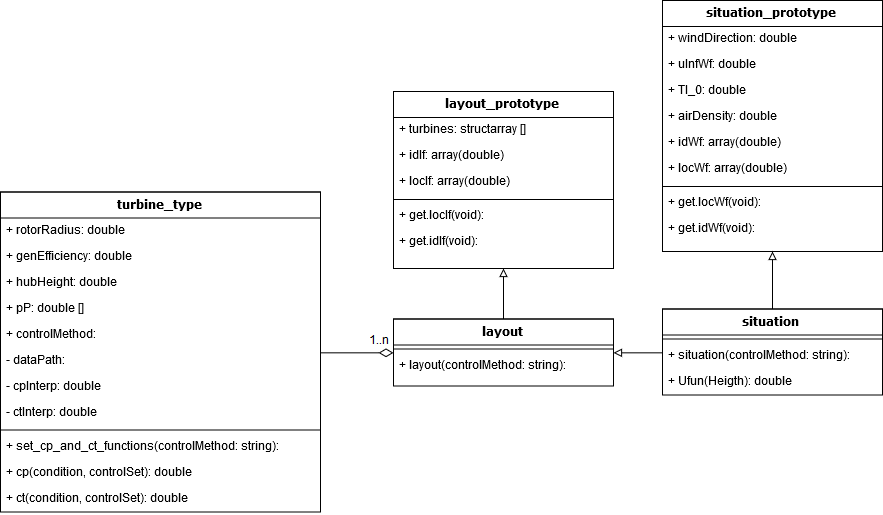 situation_prototype
+ windDirection: double
+ uInfWf: double
+ TI_0: double
+ airDensity: double
+ idWf: array(double)
+ locWf: array(double)
+ get.locWf(void):
+ get.idWf(void):
layout_prototype
+ turbines: structarray []
+ idIf: array(double)
+ locIf: array(double)
+ get.locIf(void):
+ get.idIf(void):
turbine_type
+ rotorRadius: double
+ genEfficiency: double
+ hubHeight: double
+ pP: double []
+ controlMethod:
- dataPath:
- cpInterp: double
- ctInterp: double
+ set_cp_and_ct_functions(controlMethod: string):
+ cp(condition, controlSet): double
+ ct(condition, controlSet): double
1..n
layout
+ layout(controlMethod: string):
situation
+ situation(controlMethod: string):
+ Ufun(Heigth): double